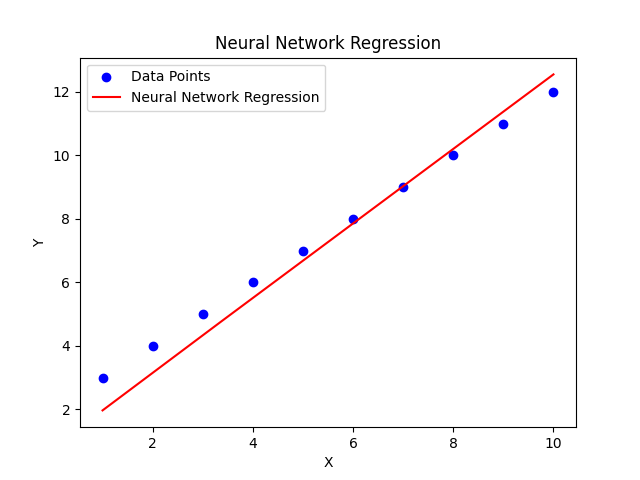 Neural Network Regression
Data Points
Neural Network Regression
12
10
8
6
4
2
Y
2 4 6 8 10
X